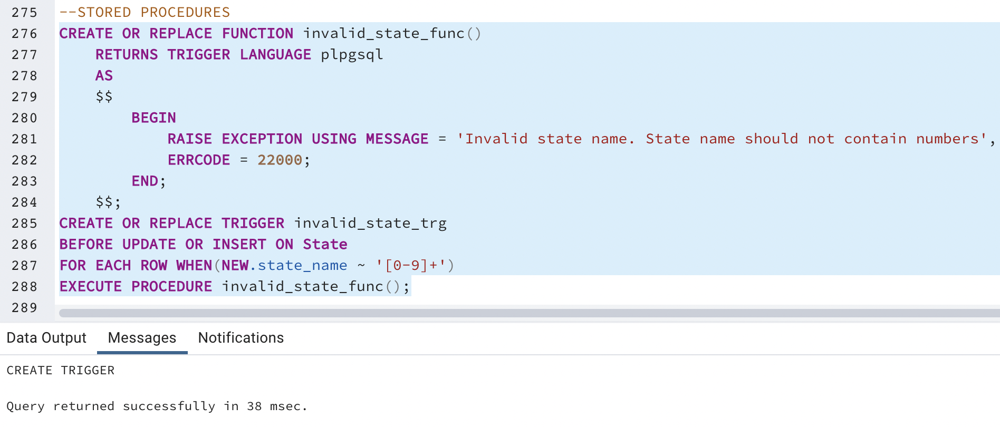 275 --STORED PROCEDURES
276 CREATE OR REPLACE FUNCTION invalid_state_func()
277 RETURNS TRIGGER LANGUAGE plpgsql
278 AS
279 $$
280 BEGIN
281 RAISE EXCEPTION USING MESSAGE = 'Invalid state name. State name should not contain numbers',
282 ERRCODE = 22000;
283 END;
284 $$;
285 CREATE OR REPLACE TRIGGER invalid_state_trg
286 BEFORE UPDATE OR INSERT ON State
287 FOR EACH ROW WHEN(NEW.state_name ~ '[0-9]+')
288 EXECUTE PROCEDURE invalid_state_func();
289
Data Output Messages Notifications
CREATE TRIGGER
Query returned successfully in 38 msec.